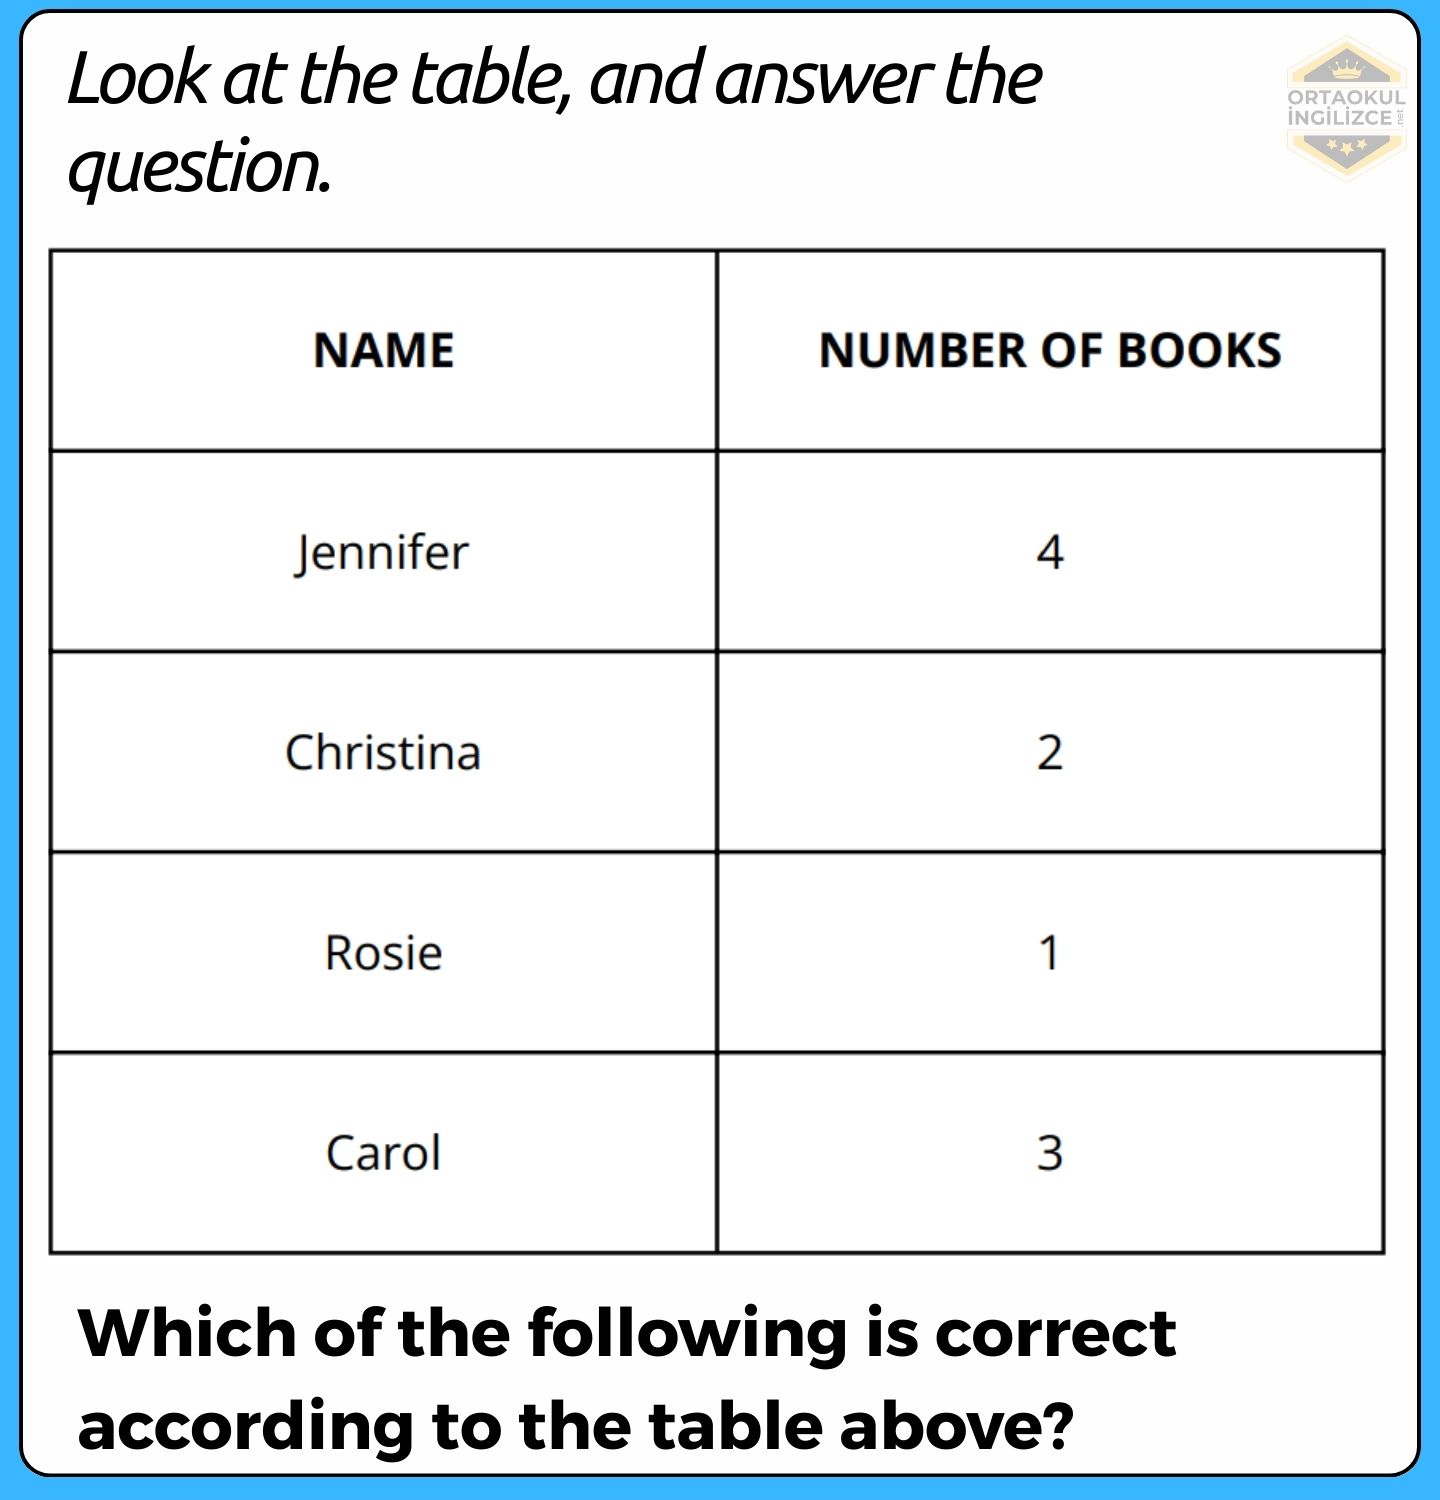 Look at the table, and answer the
question.
ORTAOKUL
İNGİLİZCE
.net
NAME NUMBER OF BOOKS
Jennifer 4
Christina 2
Rosie 1
Carol 3
Which of the following is correct
according to the table above?